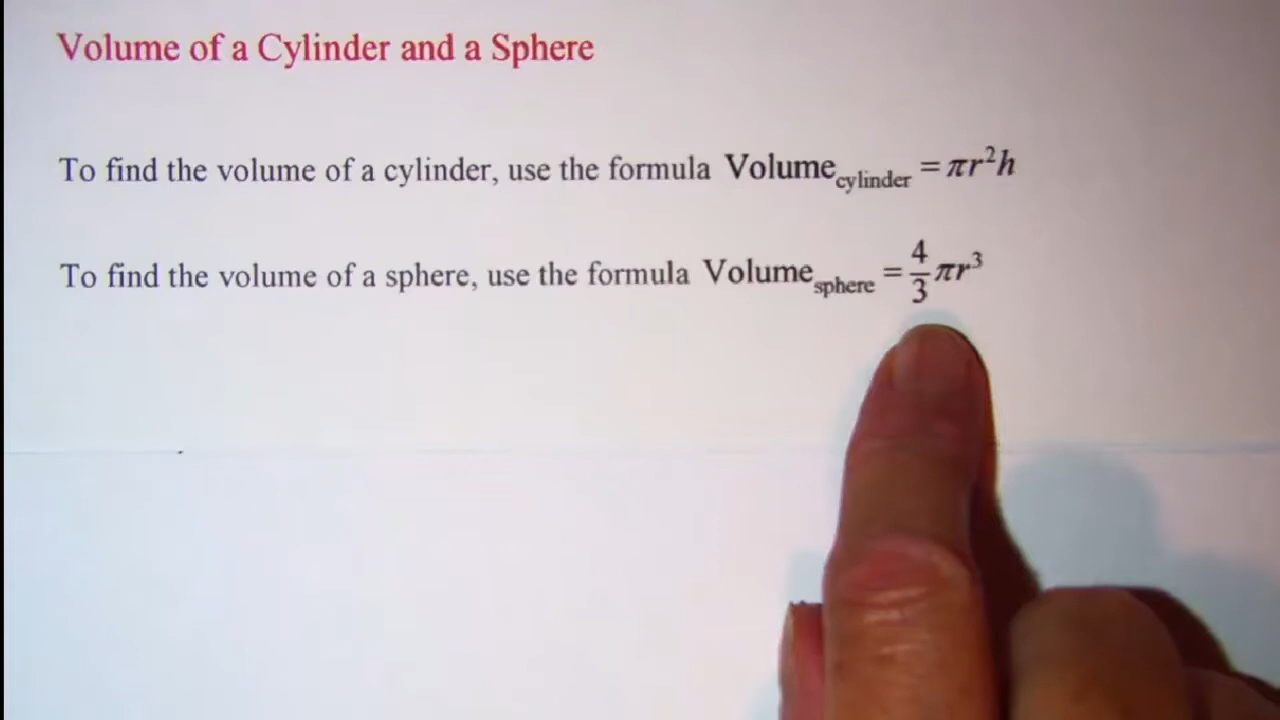 Volume of a Cylinder and a Sphere
To find the volume of a cylinder, use the formula Volume_cylinder = πr²h
To find the volume of a sphere, use the formula Volume_sphere = 4/3 πr³